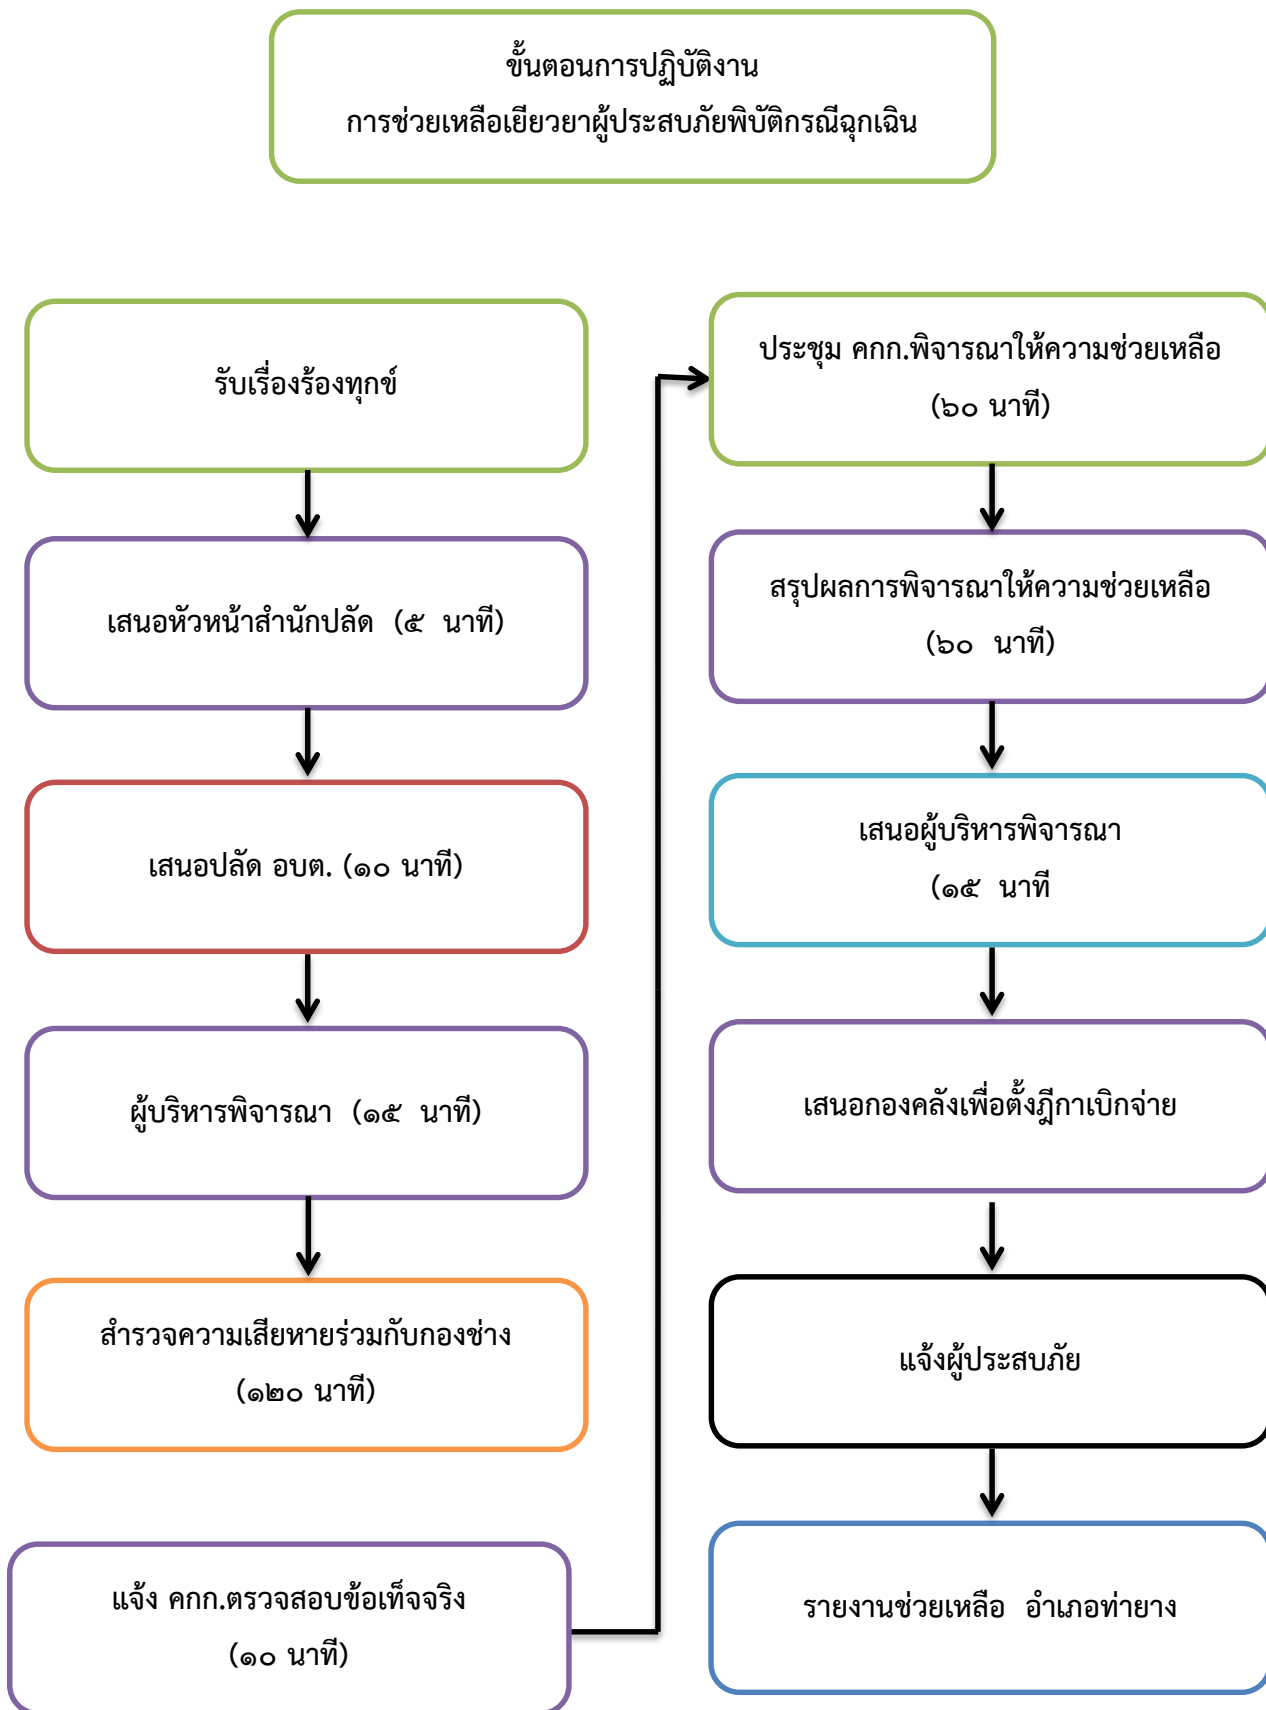 ขั้นตอนการปฏิบัติงาน
การช่วยเหลือเยียวยาผู้ประสบภัยพิบัติกรณีฉุกเฉิน
รับเรื่องร้องทุกข์
เสนอหัวหน้าสำนักปลัด (๕ นาที)
เสนอปลัด อบต. (๑๐ นาที)
ผู้บริหารพิจารณา (๑๕ นาที)
สำรวจความเสียหายร่วมกับกองช่าง
(๑๒๐ นาที)
แจ้ง คกก.ตรวจสอบข้อเท็จจริง
(๑๐ นาที)
ประชุม คกก.พิจารณาให้ความช่วยเหลือ
(๖๐ นาที)
สรุปผลการพิจารณาให้ความช่วยเหลือ
(๖๐ นาที)
เสนอผู้บริหารพิจารณา
(๑๕ นาที
เสนอกองคลังเพื่อตั้งฎีกาเบิกจ่าย
แจ้งผู้ประสบภัย
รายงานช่วยเหลือ อำเภอท่ายาง